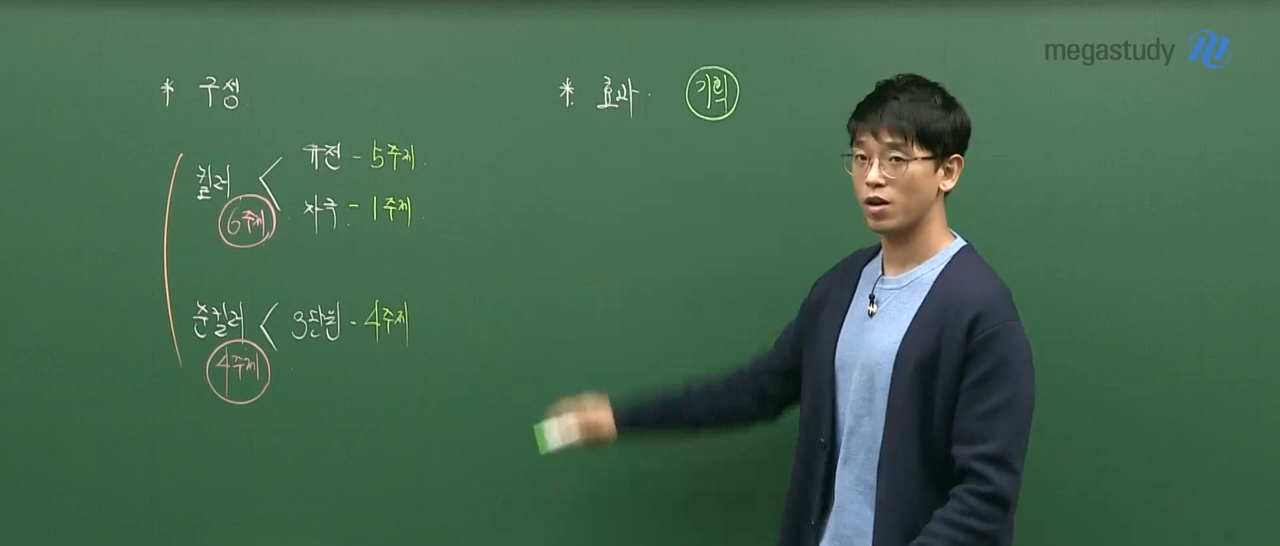 megastudy
* 구성
킬러 < 유전 - 5주제.
자극 - 1주제.
6주제
준킬러 < 3단원 - 4주제
4주제
* 효과. 기획